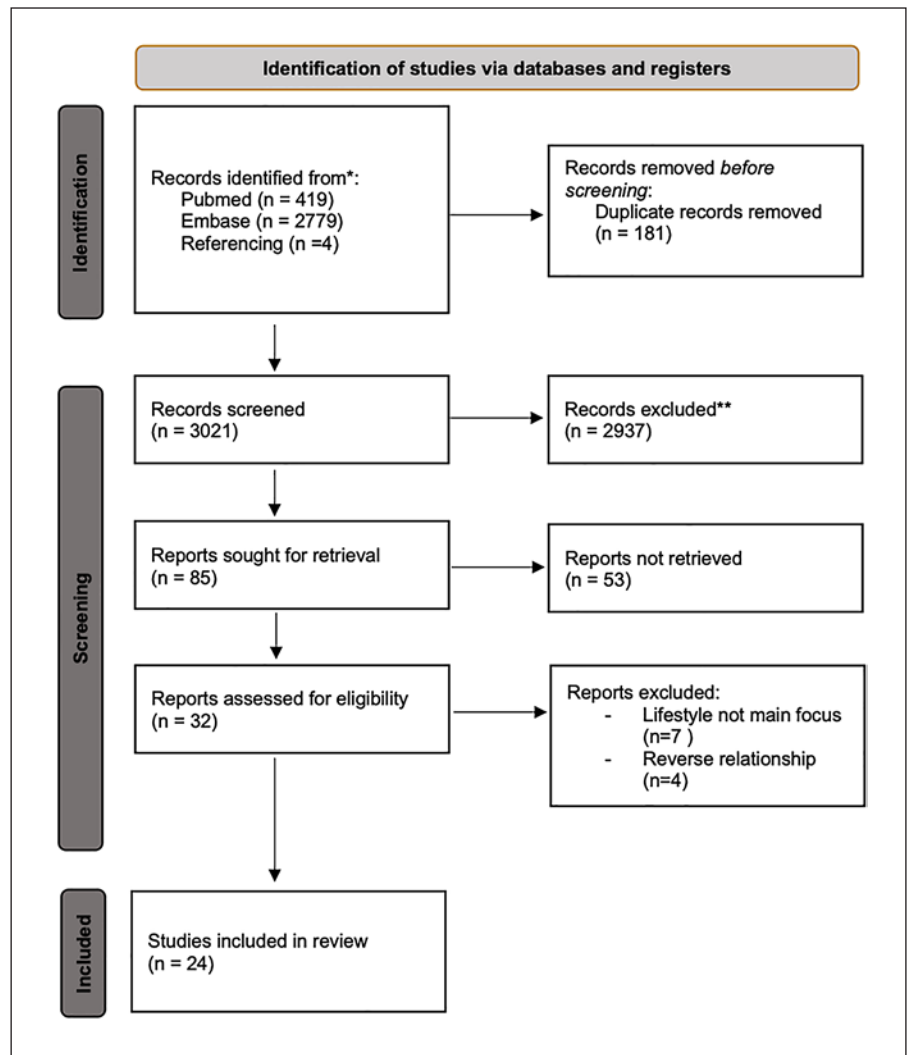 Identification of studies via databases and registers
Identification
Records identified from*:
Pubmed (n = 419)
Embase (n = 2779)
Referencing (n =4)
Records removed before
screening:
Duplicate records removed
(n = 181)
Screening
Records screened
(n = 3021)
Records excluded**
(n = 2937)
Reports sought for retrieval
(n = 85)
Reports not retrieved
(n = 53)
Reports assessed for eligibility
(n = 32)
Reports excluded:
- Lifestyle not main focus
(n=7 )
- Reverse relationship
(n=4)
Included
Studies included in review
(n = 24)